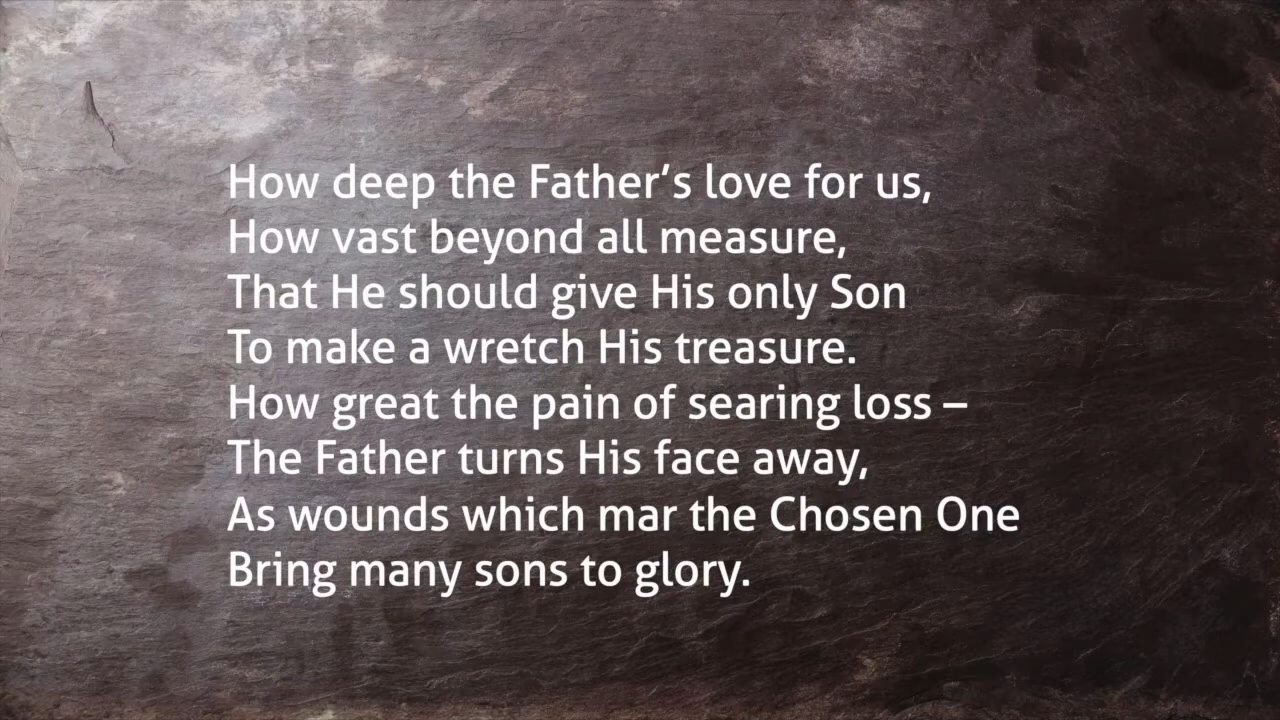 How deep the Father’s love for us,
How vast beyond all measure,
That He should give His only Son
To make a wretch His treasure.
How great the pain of searing loss –
The Father turns His face away,
As wounds which mar the Chosen One
Bring many sons to glory.